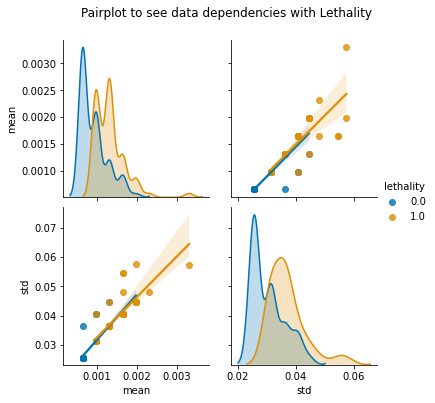 Pairplot to see data dependencies with Lethality
0.0030
0.0025
0.0020
0.0015
0.0010
mean
lethality
0.0
1.0
0.07
0.06
0.05
0.04
0.03
std
0.001 0.002 0.003
0.02 0.04 0.06
mean std